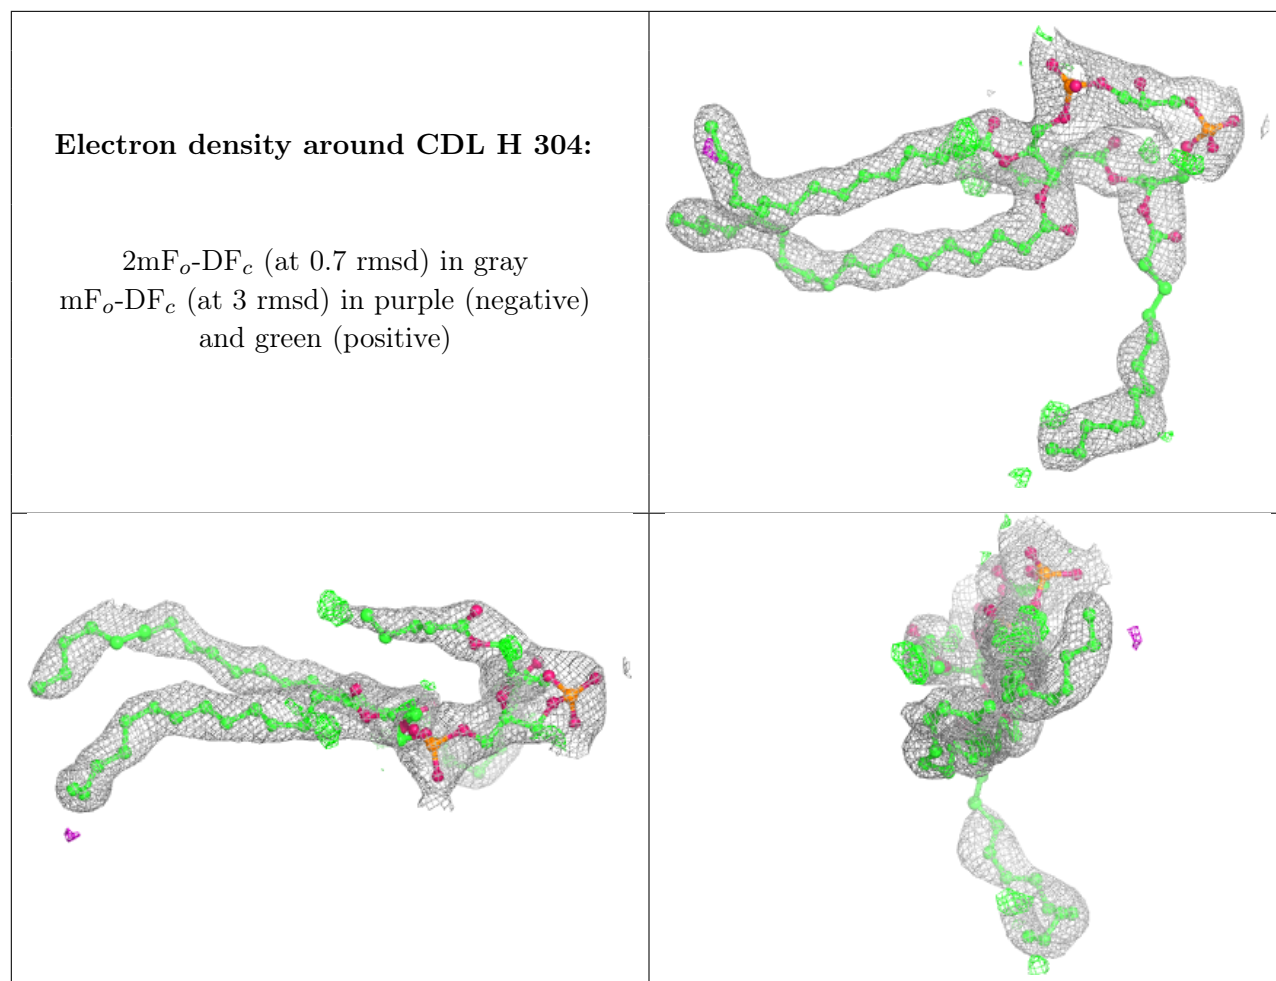 Electron density around CDL H 304:
2mFₒ-DF𝒸 (at 0.7 rmsd) in gray
mFₒ-DF𝒸 (at 3 rmsd) in purple (negative)
and green (positive)